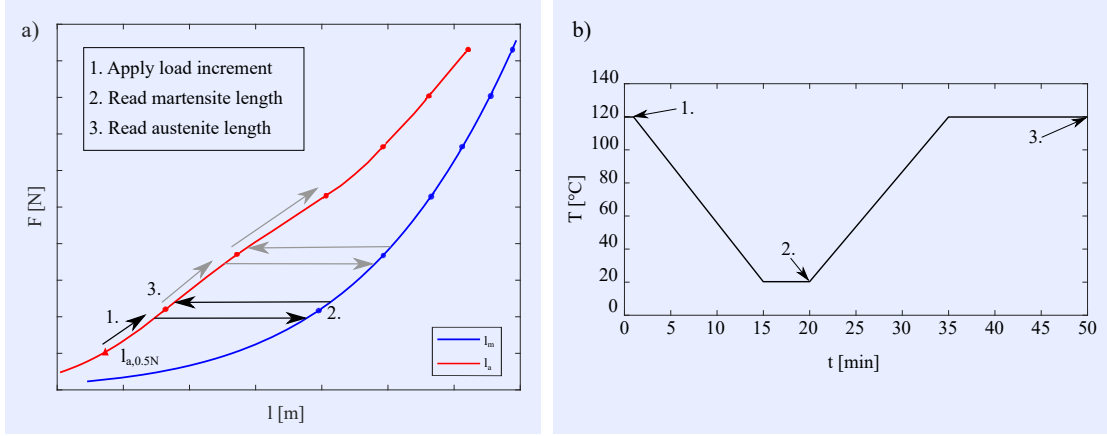 a)
1. Apply load increment
2. Read martensite length
3. Read austenite length
F [N]
3.
1.
2.
l_a,0.5N
l_m
l_a
l [m]
b)
140
120
100
80
60
40
20
0
T [°C]
1.
2.
3.
0 5 10 15 20 25 30 35 40 45 50
t [min]